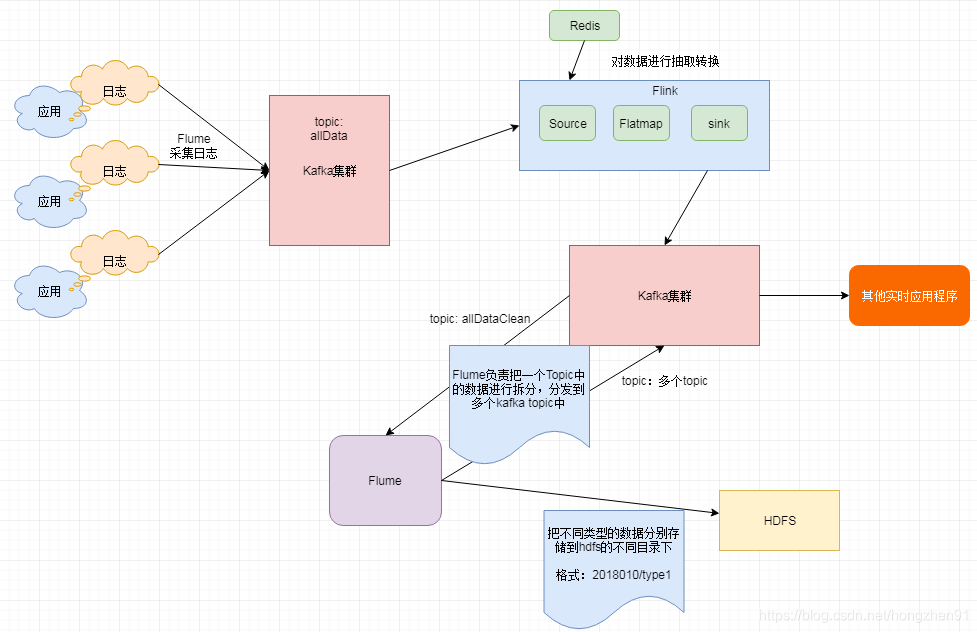 Redis
对数据进行抽取转换
Flink
Source
Flatmap
sink
日志
应用
topic:
allData
Flume
采集日志
日志
Kafka集群
应用
日志
应用
Kafka集群
其他实时应用程序
topic: allDataClean
Flume负责把一个Topic中
的数据进行拆分，分发到
多个kafka topic中
topic：多个topic
Flume
HDFS
把不同类型的数据分别存
储到hdfs的不同目录下
格式：2018010/type1
https://blog.csdn.net/hongzhen91